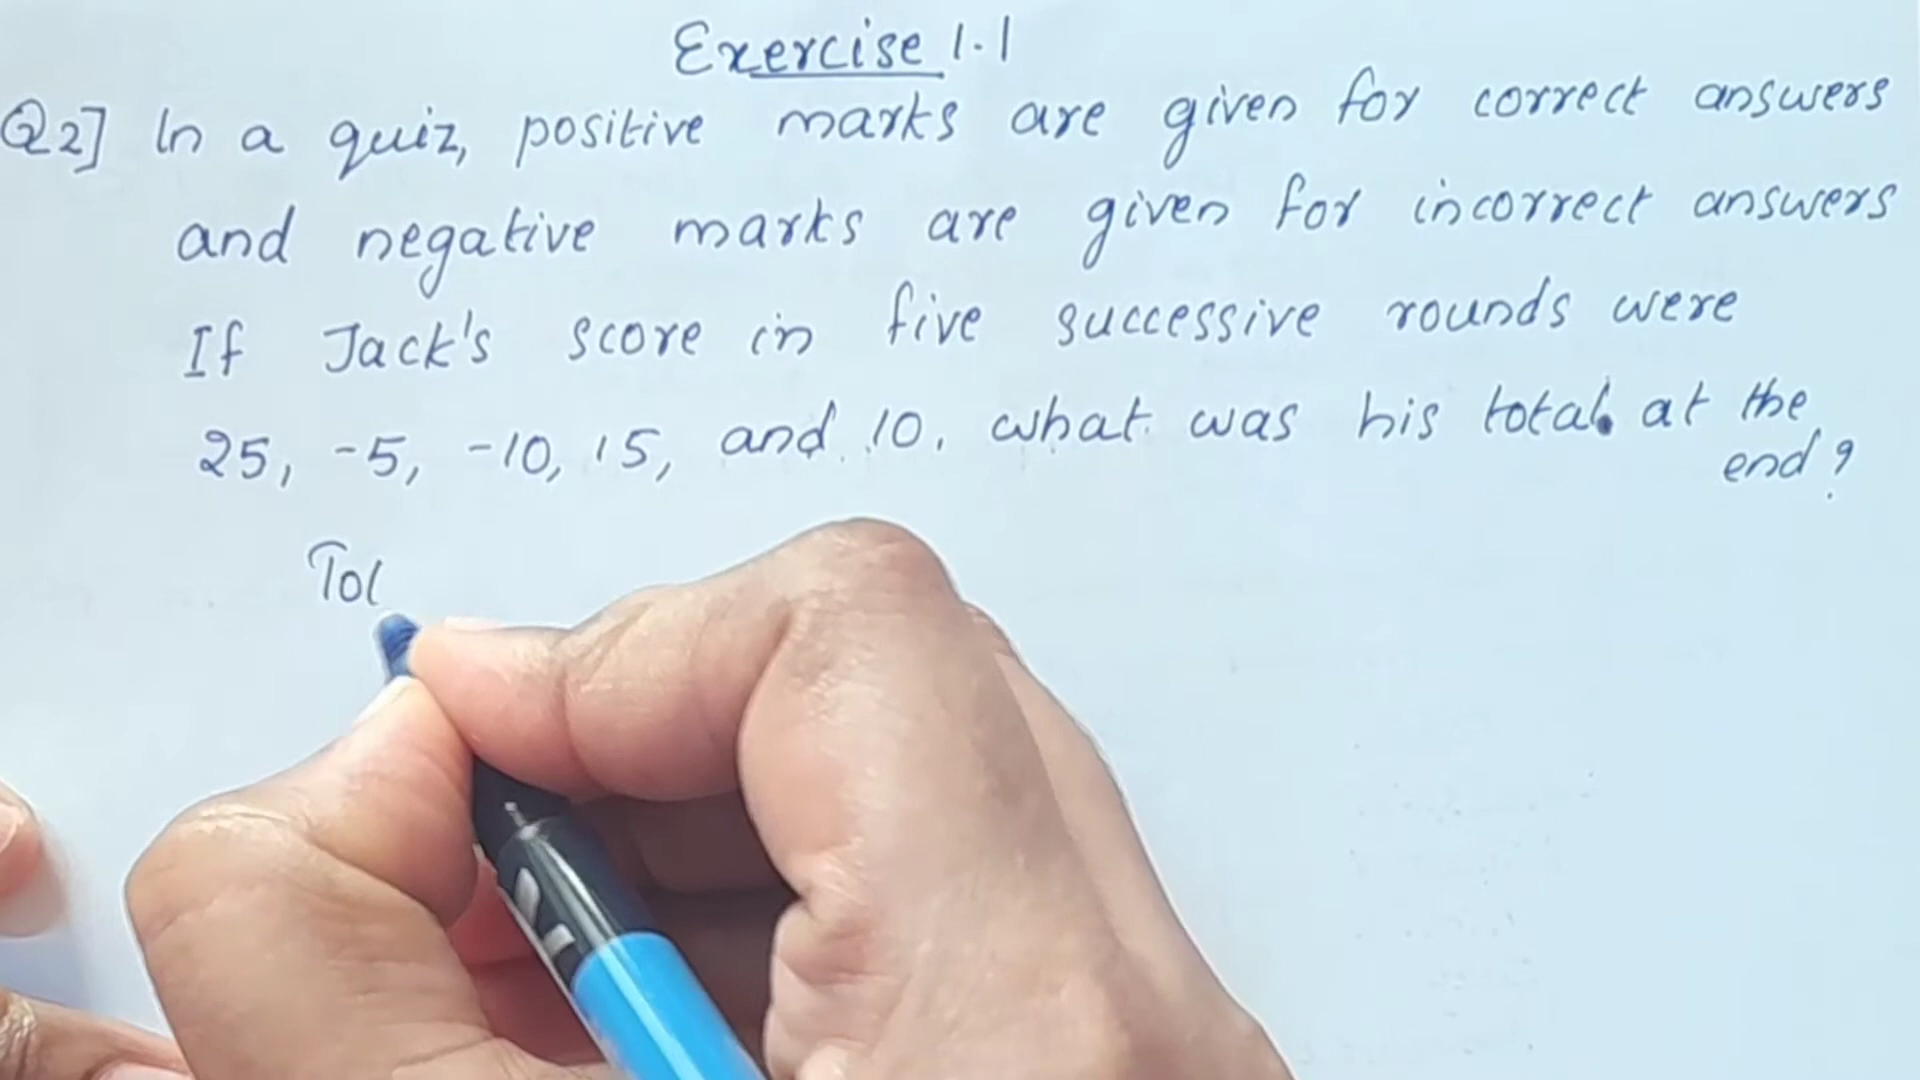 Exercise 1.1
Q2] In a quiz, positive marks are given for correct answers
and negative marks are given for incorrect answers
If Jack's score in five successive rounds were
25, -5, -10, 15, and 10, what was his total at the
end?
Tot